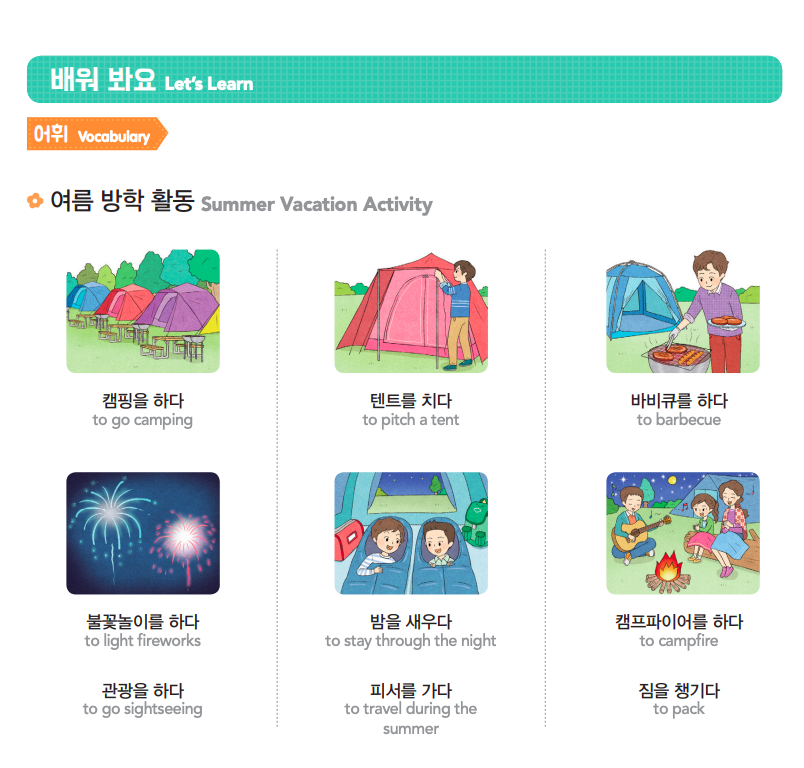 배워 봐요 Let's Learn
어휘 Vocabulary
여름 방학 활동 Summer Vacation Activity
캠핑을 하다
to go camping
텐트를 치다
to pitch a tent
바비큐를 하다
to barbecue
불꽃놀이를 하다
to light fireworks
밤을 새우다
to stay through the night
캠프파이어를 하다
to campfire
관광을 하다
to go sightseeing
피서를 가다
to travel during the
summer
짐을 챙기다
to pack